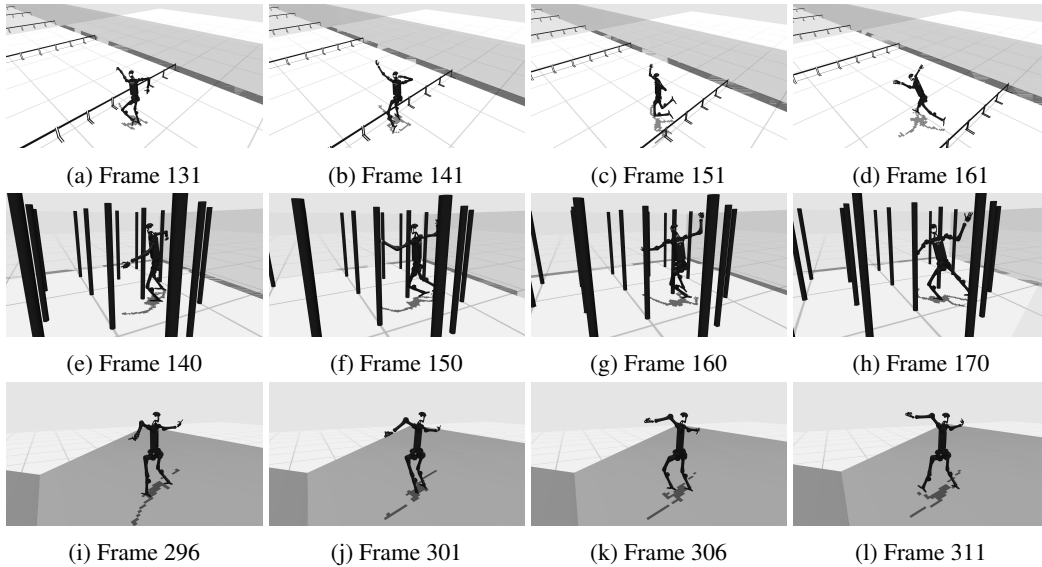 (a) Frame 131 (b) Frame 141 (c) Frame 151 (d) Frame 161
(e) Frame 140 (f) Frame 150 (g) Frame 160 (h) Frame 170
(i) Frame 296 (j) Frame 301 (k) Frame 306 (l) Frame 311